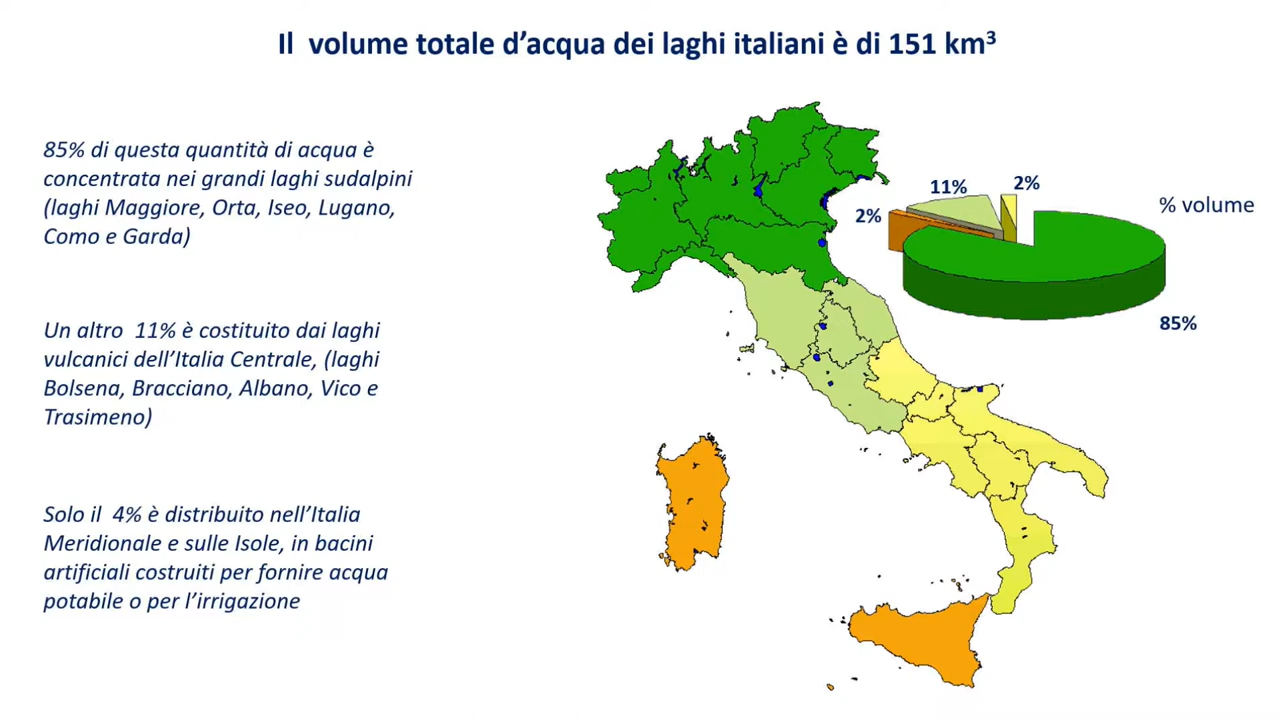 Il  volume totale d’acqua dei laghi italiani è di 151 km³
85% di questa quantità di acqua è
concentrata nei grandi laghi sudalpini
(laghi Maggiore, Orta, Iseo, Lugano,
Como e Garda)
Un altro  11% è costituito dai laghi
vulcanici dell’Italia Centrale, (laghi
Bolsena, Bracciano, Albano, Vico e
Trasimeno)
Solo il  4% è distribuito nell’Italia
Meridionale e sulle Isole, in bacini
artificiali costruiti per fornire acqua
potabile o per l’irrigazione
11%
2%
2%
% volume
85%